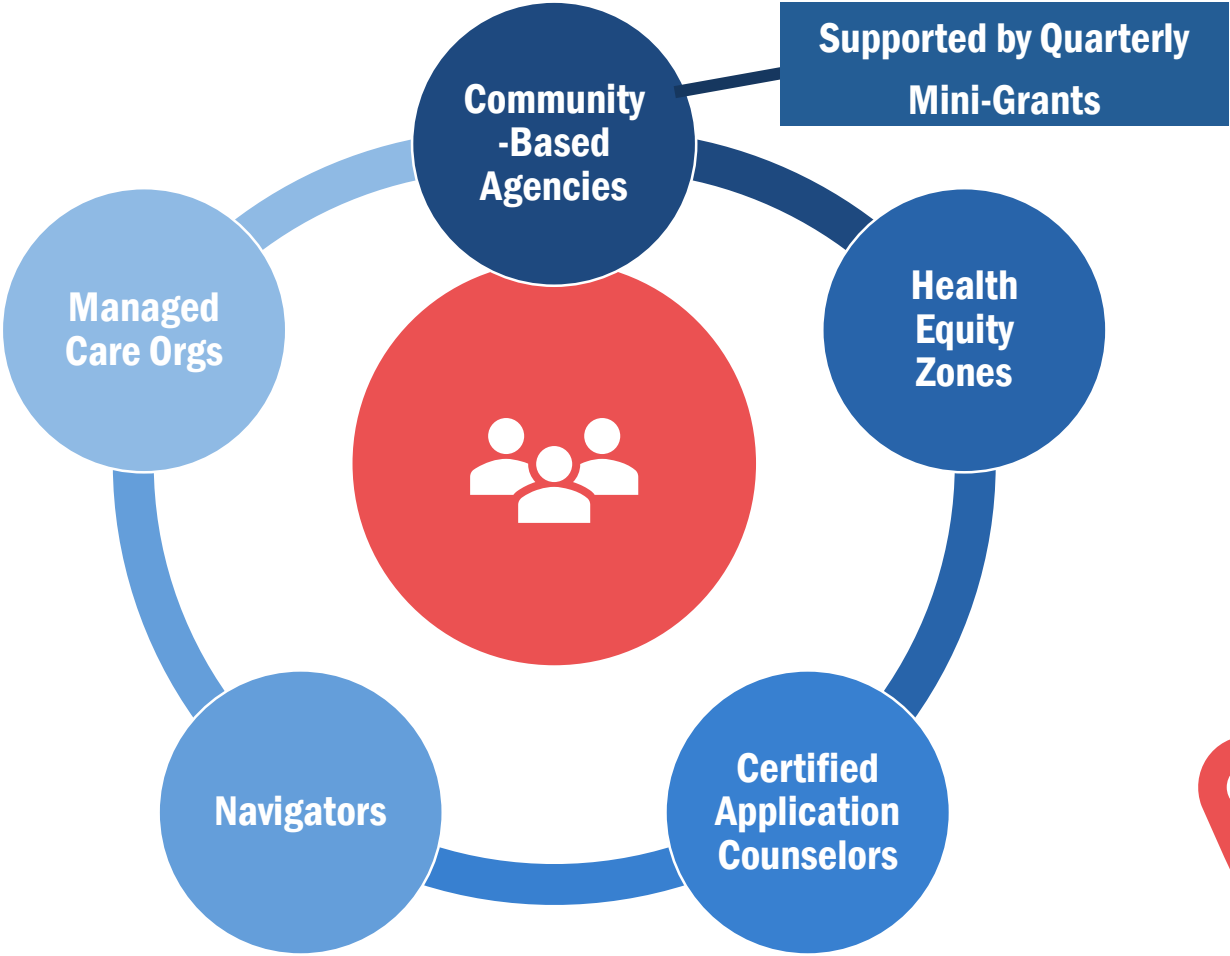 Supported by Quarterly
Mini-Grants
Community
-Based
Agencies
Health
Equity
Zones
Certified
Application
Counselors
Navigators
Managed
Care Orgs